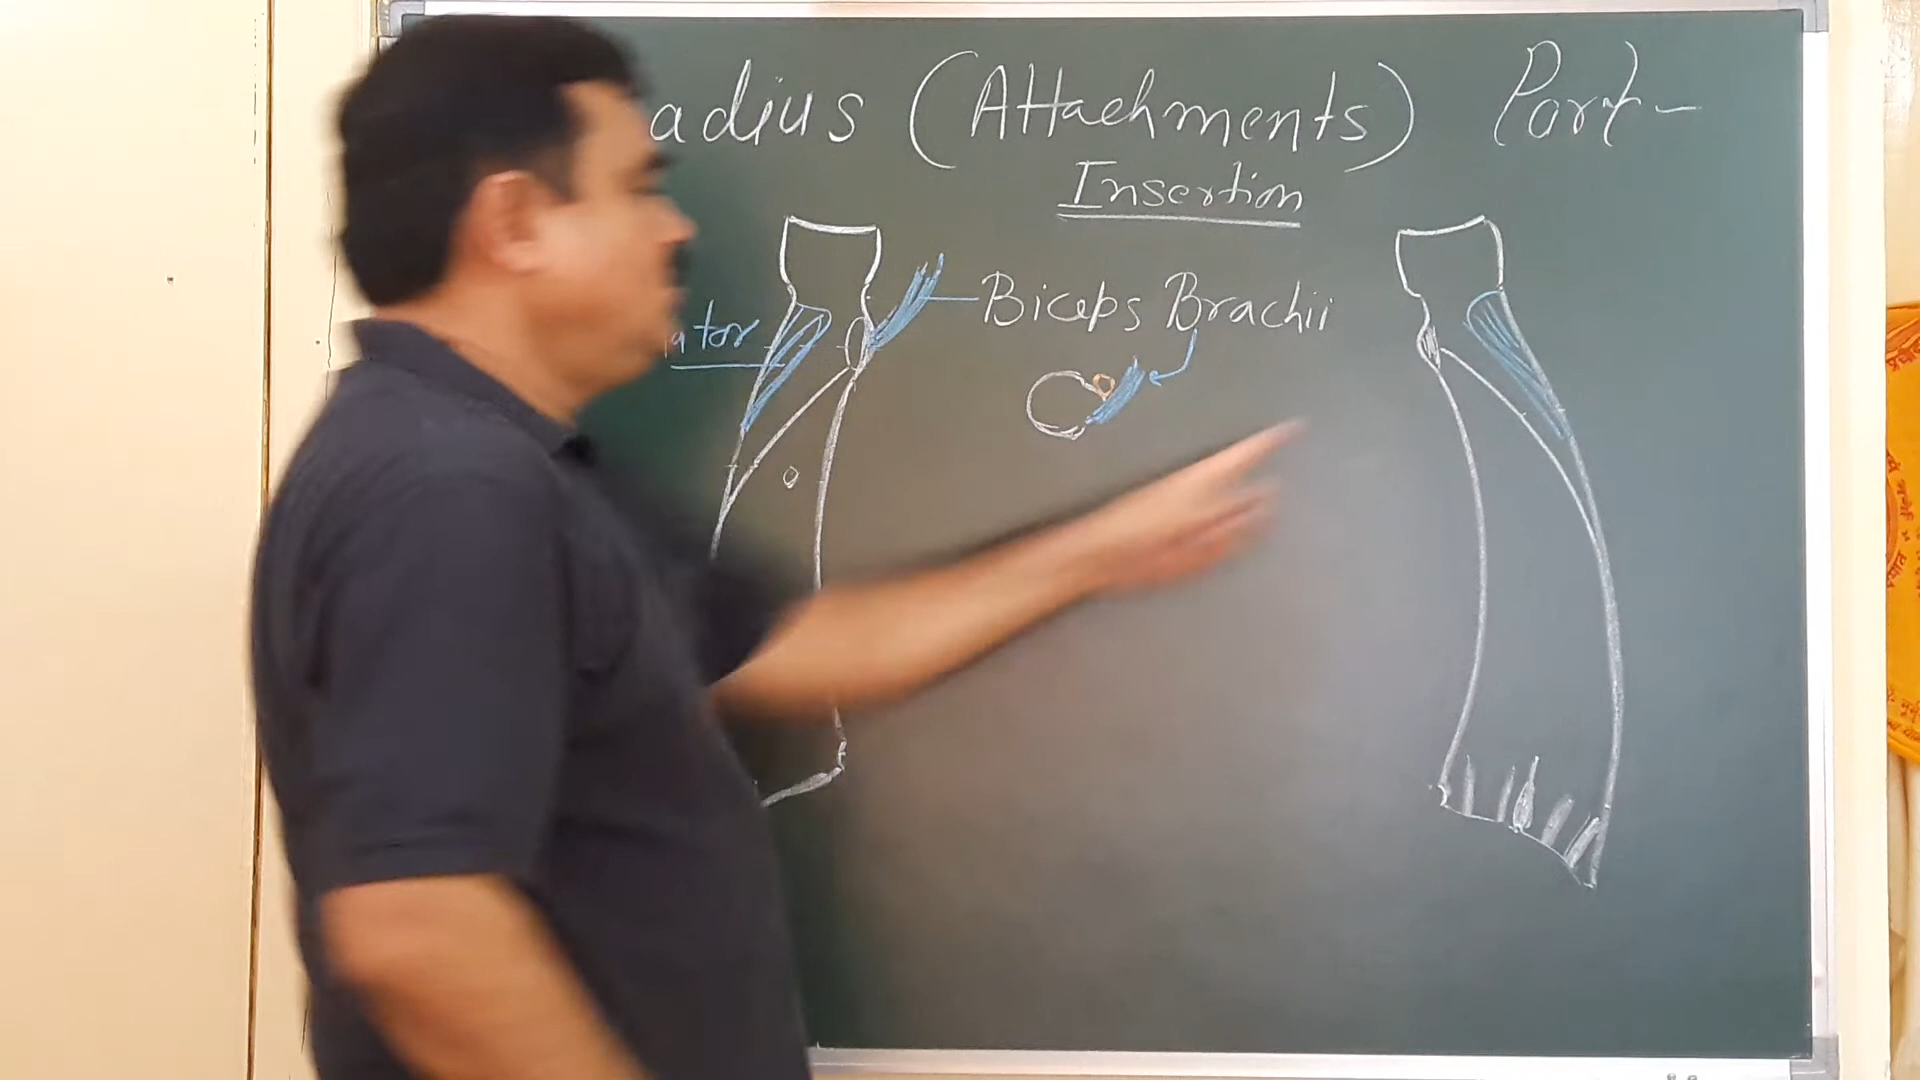 adius (Attachments) Part-
Insertion
Biceps Brachii
ator